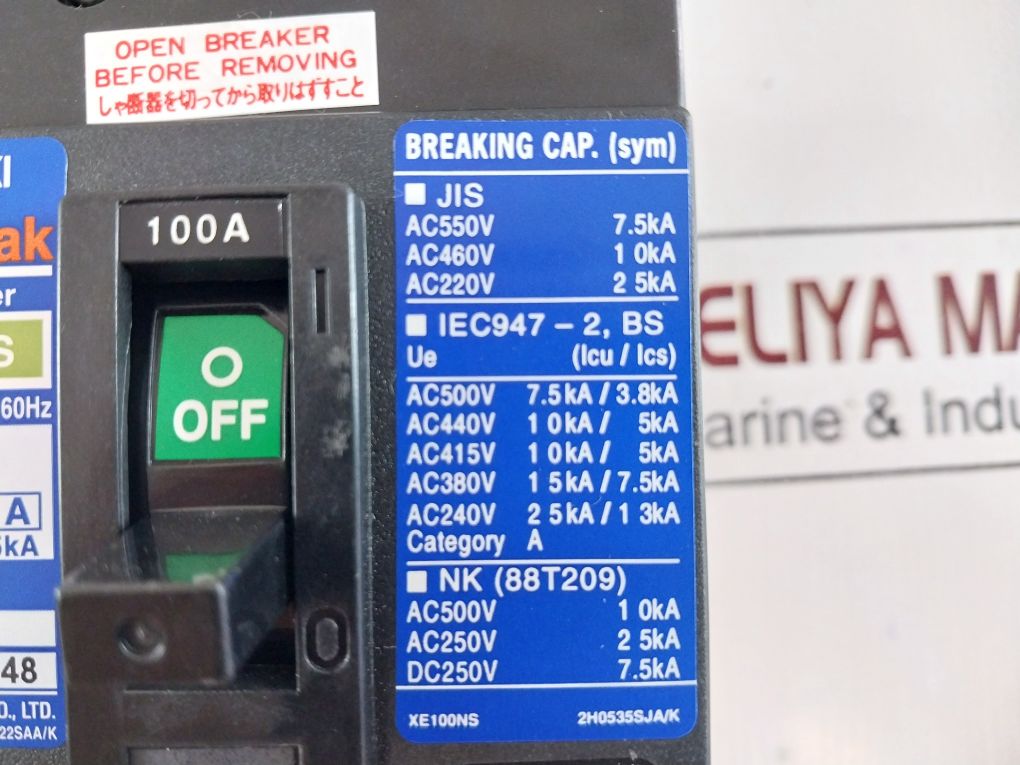 OPEN BREAKER
BEFORE REMOVING
しゃ断器を切ってから取りはずすこと
100A
O
OFF
60Hz
A
48
22SAA/K
BREAKING CAP. (sym)
■ JIS
AC550V 7.5kA
AC460V 10kA
AC220V 25kA
■ IEC947-2, BS
Ue (Icu / Ics)
AC500V 7.5kA / 3.8kA
AC440V 10kA / 5kA
AC415V 10kA / 5kA
AC380V 15kA / 7.5kA
AC240V 25kA / 13kA
Category A
■ NK (88T209)
AC500V 10kA
AC250V 25kA
DC250V 7.5kA
XE100NS 2H0535SJA/K
ELIYA MA
arine & Indu